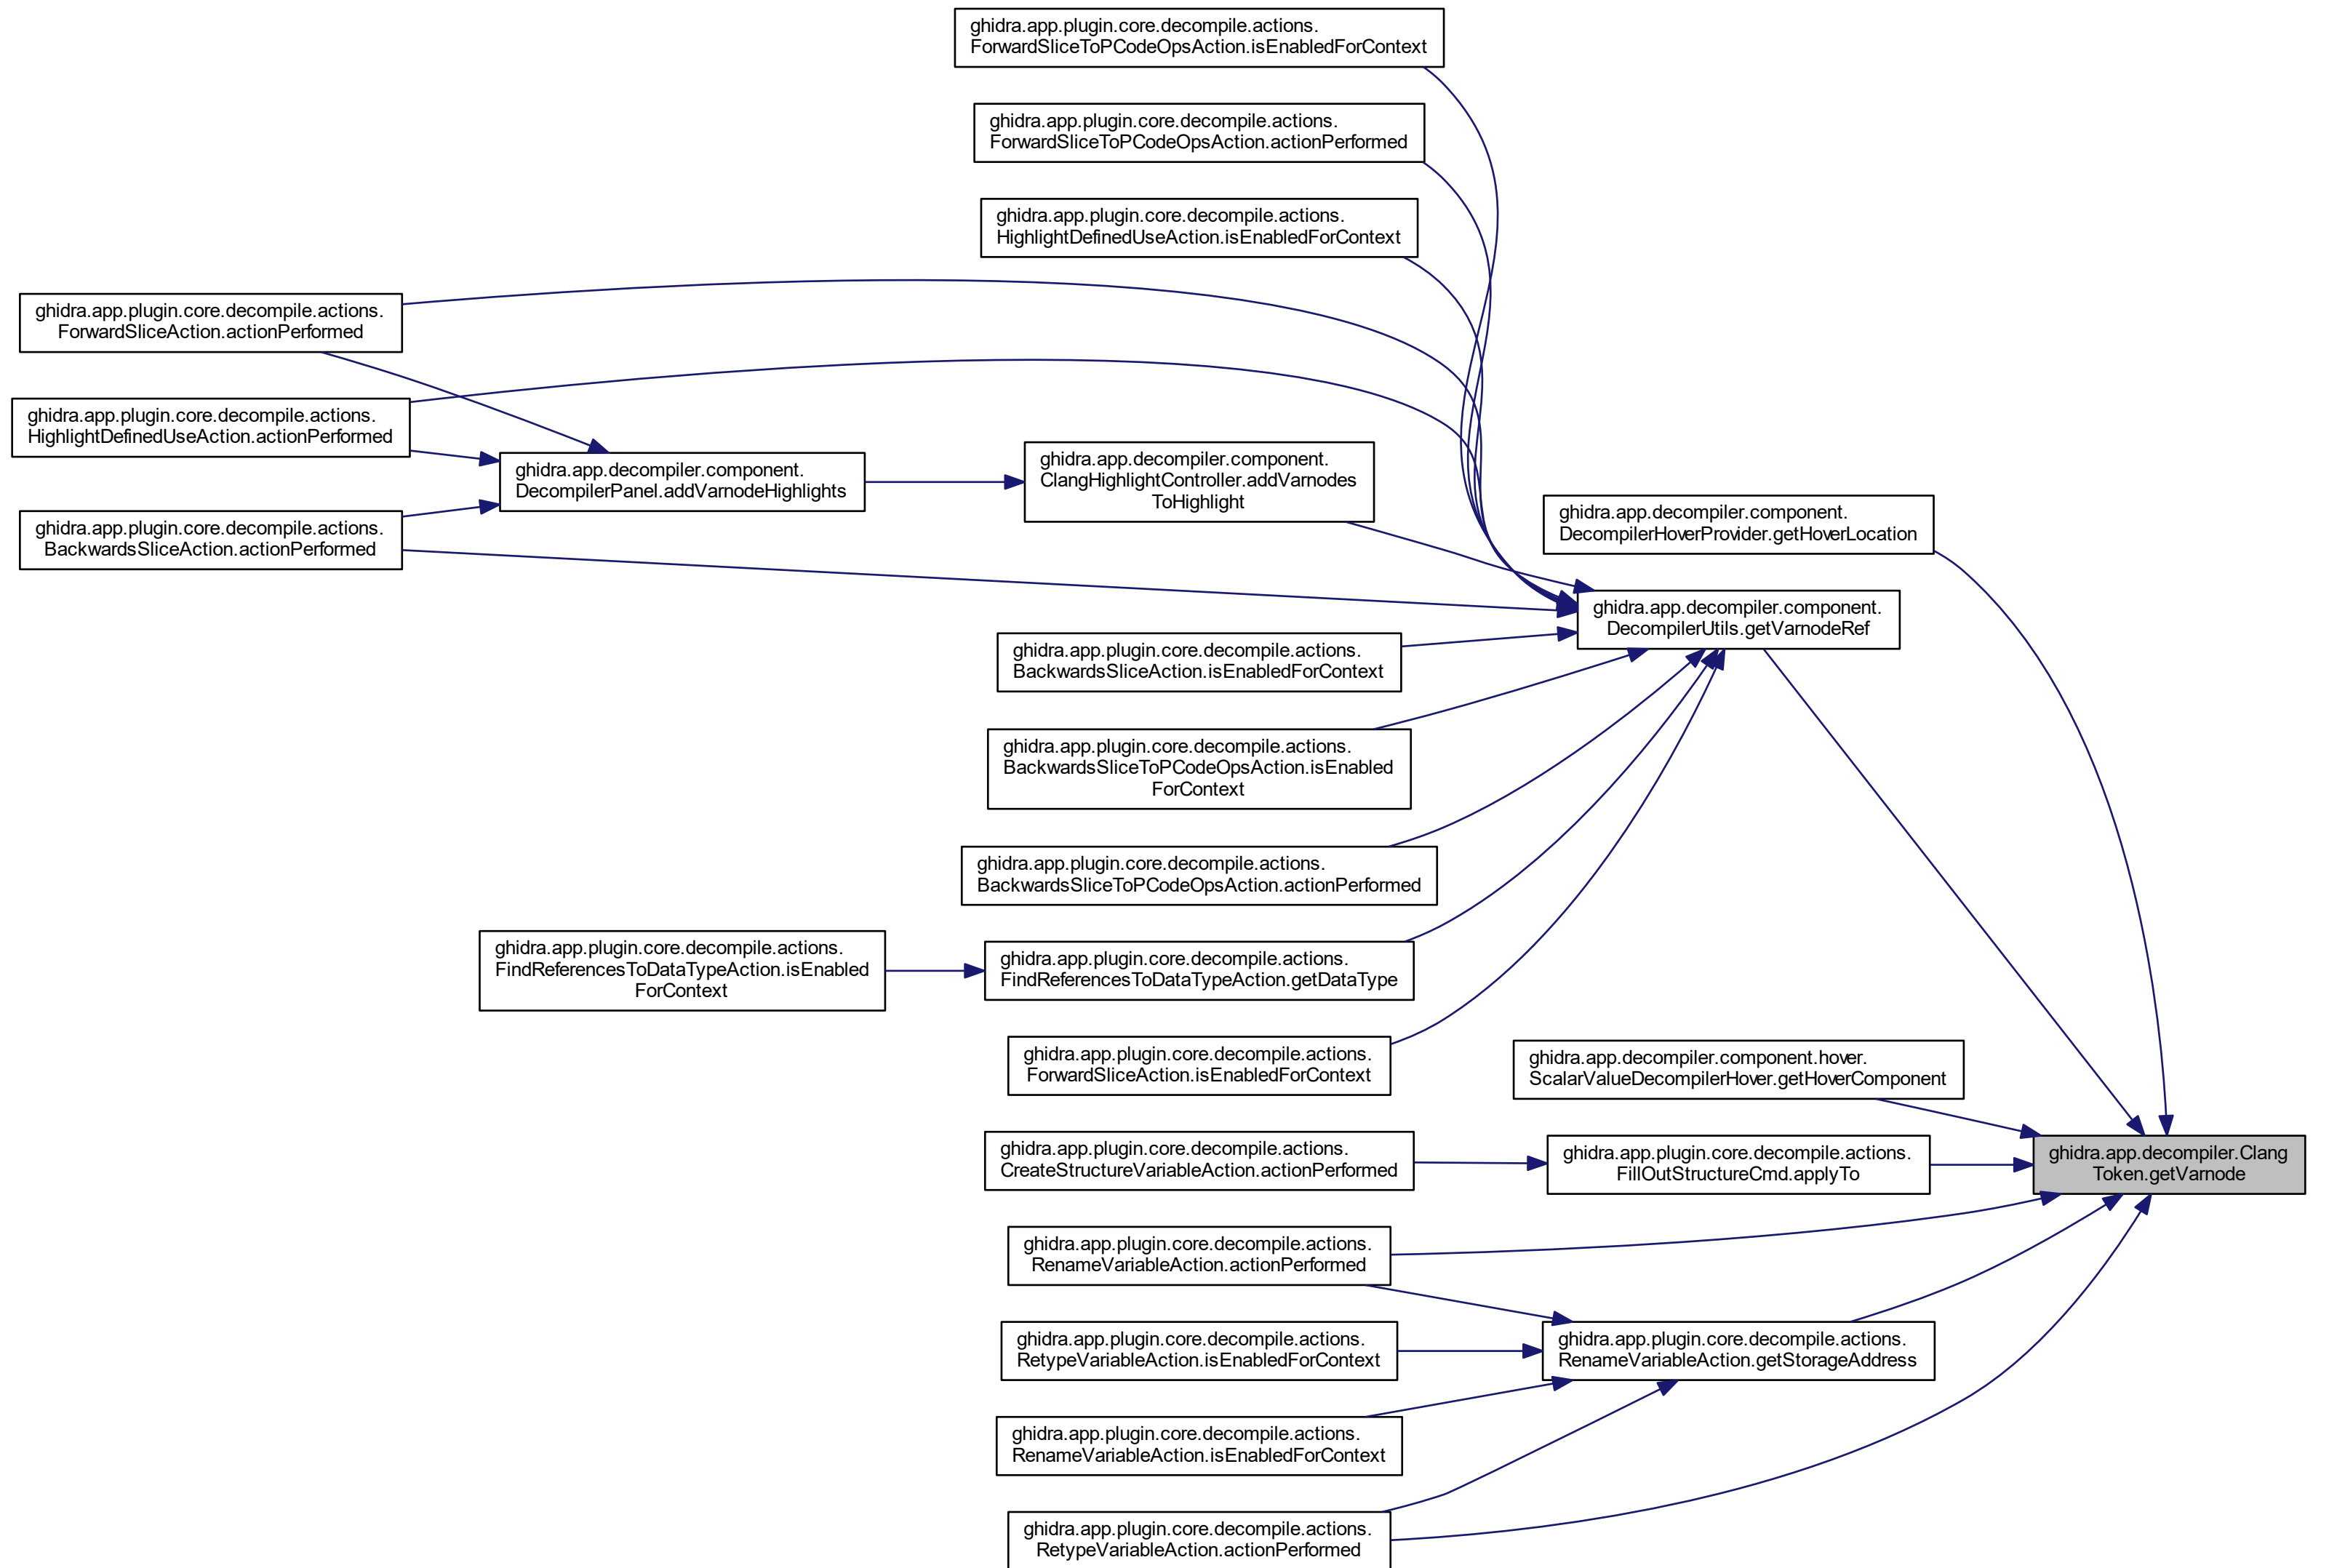 ghidra.app.plugin.core.decompile.actions.
ForwardSliceToPCodeOpsAction.isEnabledForContext
ghidra.app.plugin.core.decompile.actions.
ForwardSliceToPCodeOpsAction.actionPerformed
ghidra.app.plugin.core.decompile.actions.
HighlightDefinedUseAction.isEnabledForContext
ghidra.app.plugin.core.decompile.actions.
ForwardSliceAction.actionPerformed
ghidra.app.plugin.core.decompile.actions.
HighlightDefinedUseAction.actionPerformed
ghidra.app.decompiler.component.
DecompilerPanel.addVarnodeHighlights
ghidra.app.decompiler.component.
ClangHighlightController.addVarnodes
ToHighlight
ghidra.app.plugin.core.decompile.actions.
BackwardsSliceAction.actionPerformed
ghidra.app.decompiler.component.
DecompilerHoverProvider.getHoverLocation
ghidra.app.decompiler.component.
DecompilerUtils.getVarnodeRef
ghidra.app.plugin.core.decompile.actions.
BackwardsSliceAction.isEnabledForContext
ghidra.app.plugin.core.decompile.actions.
BackwardsSliceToPCodeOpsAction.isEnabled
ForContext
ghidra.app.plugin.core.decompile.actions.
BackwardsSliceToPCodeOpsAction.actionPerformed
ghidra.app.plugin.core.decompile.actions.
FindReferencesToDataTypeAction.isEnabled
ForContext
ghidra.app.plugin.core.decompile.actions.
FindReferencesToDataTypeAction.getDataType
ghidra.app.plugin.core.decompile.actions.
ForwardSliceAction.isEnabledForContext
ghidra.app.decompiler.component.hover.
ScalarValueDecompilerHover.getHoverComponent
ghidra.app.plugin.core.decompile.actions.
CreateStructureVariableAction.actionPerformed
ghidra.app.plugin.core.decompile.actions.
FillOutStructureCmd.applyTo
ghidra.app.decompiler.Clang
Token.getVarnode
ghidra.app.plugin.core.decompile.actions.
RenameVariableAction.actionPerformed
ghidra.app.plugin.core.decompile.actions.
RetypeVariableAction.isEnabledForContext
ghidra.app.plugin.core.decompile.actions.
RenameVariableAction.getStorageAddress
ghidra.app.plugin.core.decompile.actions.
RenameVariableAction.isEnabledForContext
ghidra.app.plugin.core.decompile.actions.
RetypeVariableAction.actionPerformed